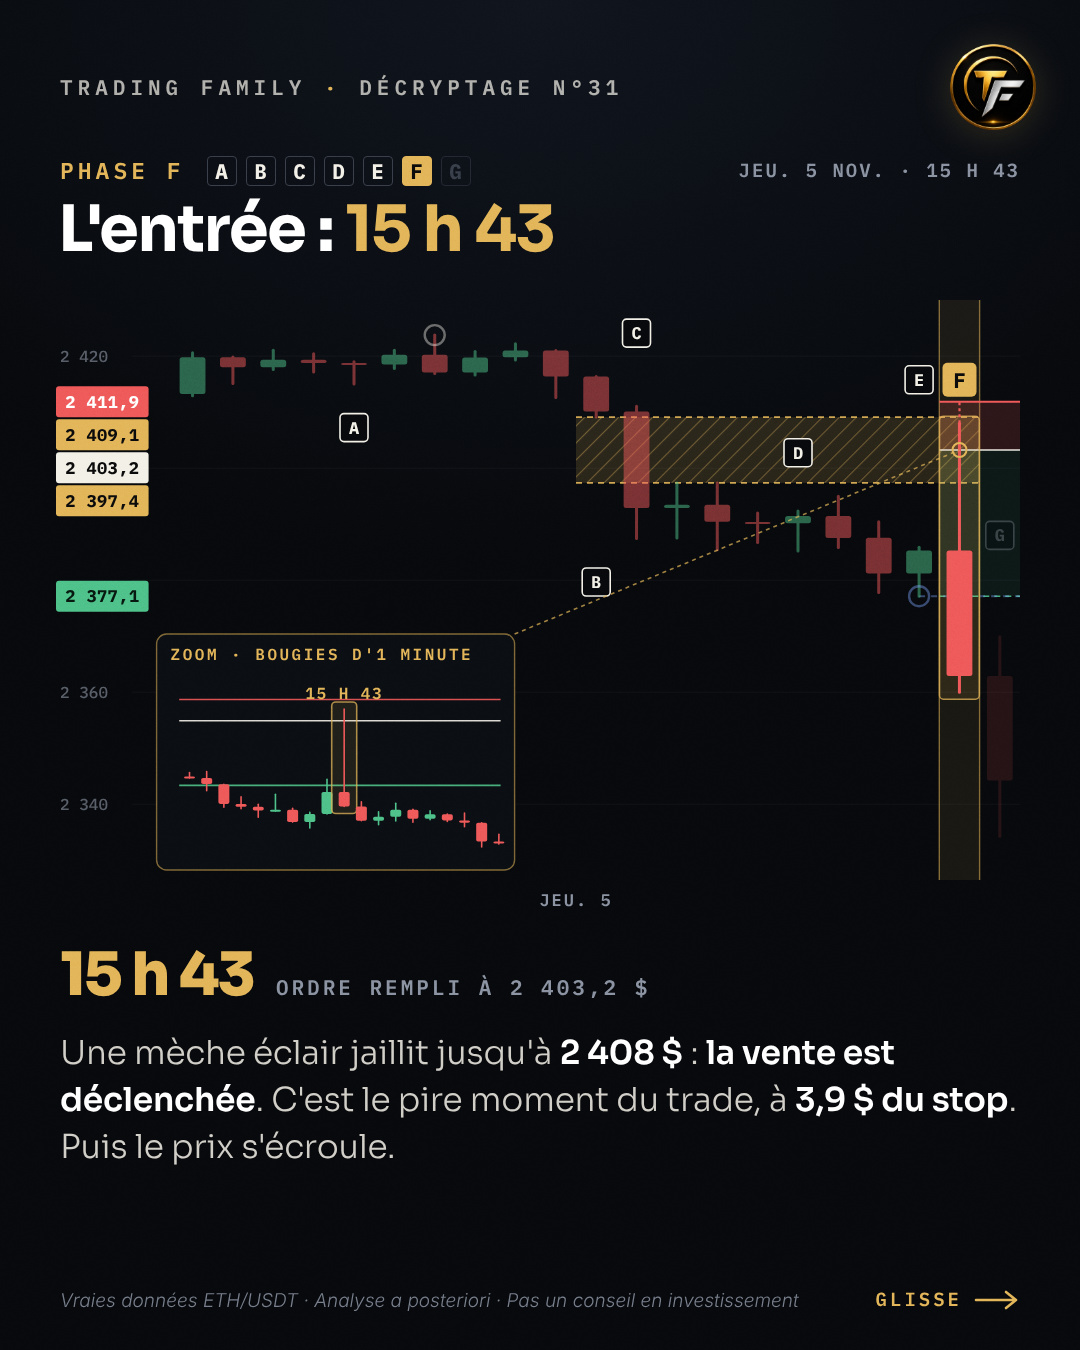 TRADING FAMILY · DÉCRYPTAGE N°31
TF
PHASE F A B C D E F G
JEU. 5 NOV. · 15 H 43
L'entrée : 15 h 43
C
2 420
E F
2 411,9
A
2 409,1
D
2 403,2
2 397,4
G
B
2 377,1
ZOOM · BOUGIES D'1 MINUTE
15 H 43
2 360
2 340
JEU. 5
15 h 43 ORDRE REMPLI À 2 403,2 $
Une mèche éclair jaillit jusqu'à 2 408 $ : la vente est
déclenchée. C'est le pire moment du trade, à 3,9 $ du stop.
Puis le prix s'écroule.
Vraies données ETH/USDT · Analyse a posteriori · Pas un conseil en investissement
GLISSE →